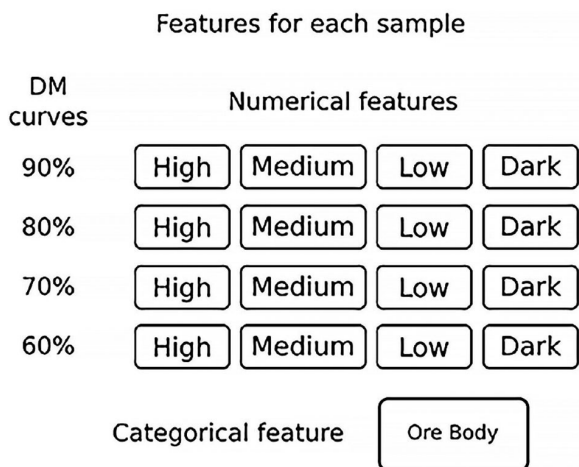 Features for each sample
DM
curves
Numerical features
90% High Medium Low Dark
80% High Medium Low Dark
70% High Medium Low Dark
60% High Medium Low Dark
Categorical feature Ore Body